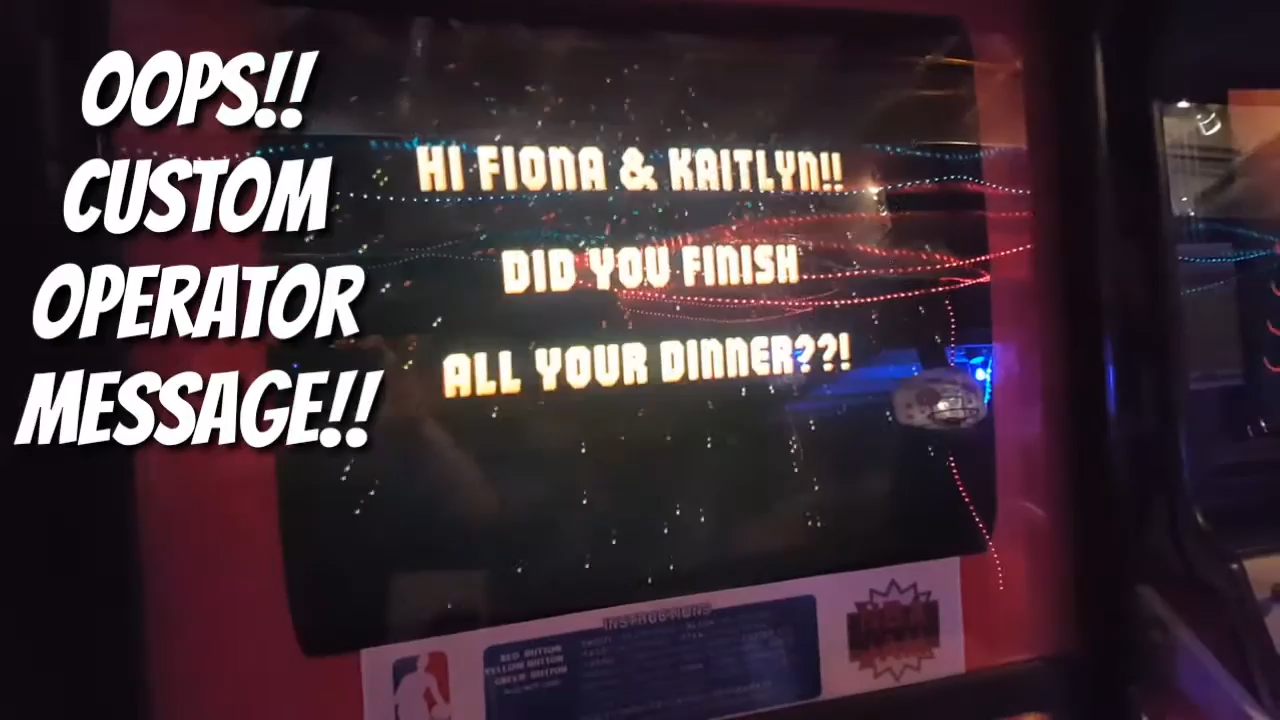 OOPS!!
CUSTOM
OPERATOR
MESSAGE!!
HI FIONA & KAITLYN!!
DID YOU FINISH
ALL YOUR DINNER??!
INSTRUCTIONS
RED BUTTON
YELLOW BUTTON
GREEN BUTTON
NBA